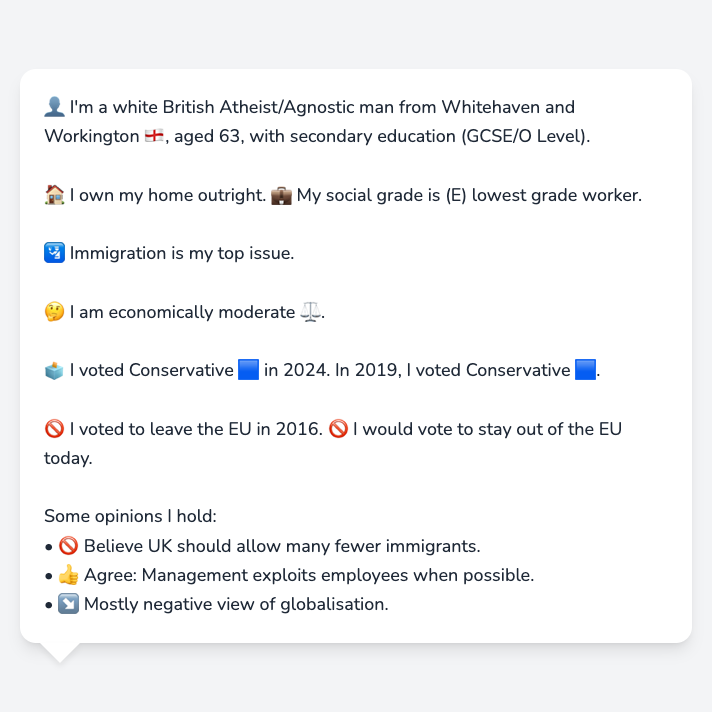 👤 I'm a white British Atheist/Agnostic man from Whitehaven and
Workington 🏴󠁧󠁢󠁥󠁮󠁧󠁿, aged 63, with secondary education (GCSE/O Level).
🏠 I own my home outright. 💼 My social grade is (E) lowest grade worker.
🛂 Immigration is my top issue.
🤔 I am economically moderate ⚖️.
🗳️ I voted Conservative 🟦 in 2024. In 2019, I voted Conservative 🟦.
🚫 I voted to leave the EU in 2016. 🚫 I would vote to stay out of the EU
today.
Some opinions I hold:
• 🚫 Believe UK should allow many fewer immigrants.
• 👍 Agree: Management exploits employees when possible.
• ↘️ Mostly negative view of globalisation.